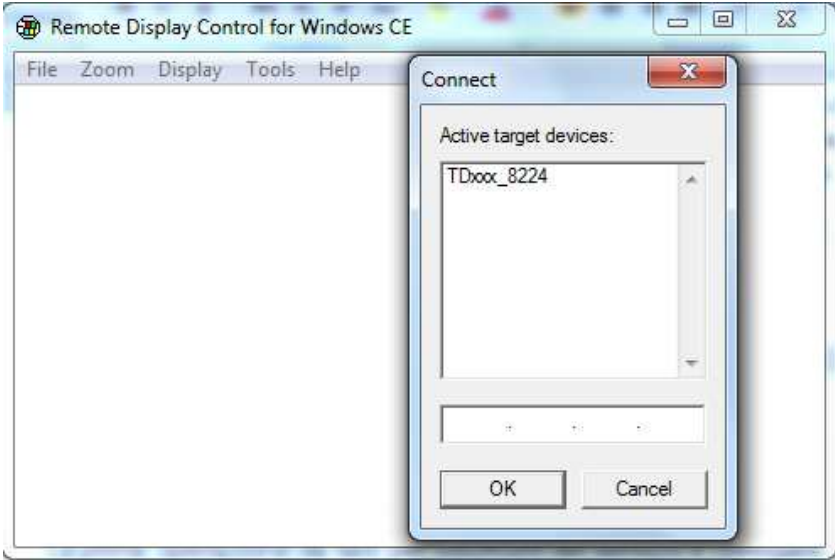 Remote Display Control for Windows CE
File Zoom Display Tools Help
Connect
Active target devices:
TDxxx_8224
. . .
OK Cancel